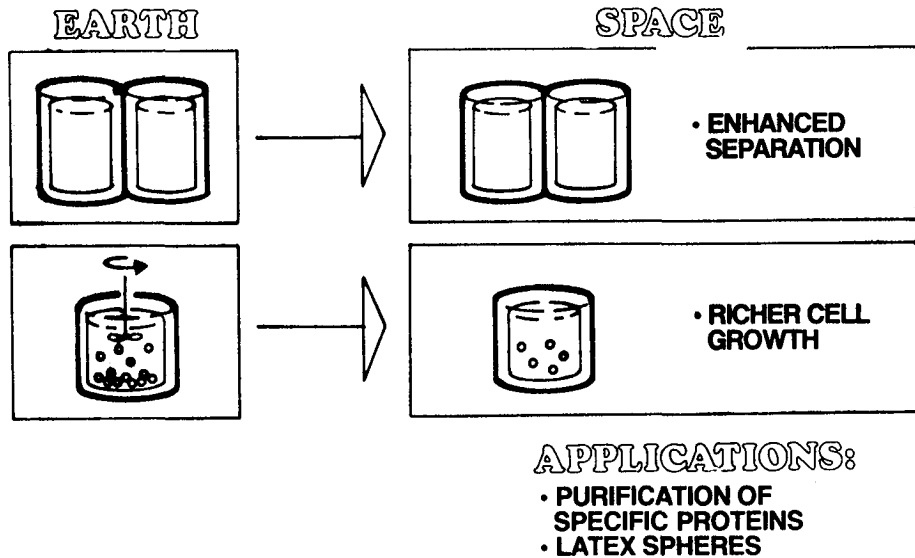 EARTH
SPACE
• ENHANCED
SEPARATION
• RICHER CELL
GROWTH
APPLICATIONS:
• PURIFICATION OF
SPECIFIC PROTEINS
• LATEX SPHERES